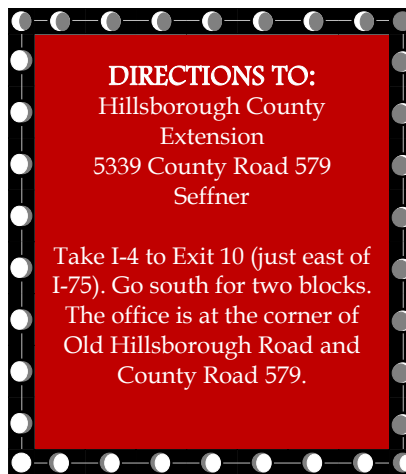 DIRECTIONS TO:
Hillsborough County
Extension
5339 County Road 579
Seffner
Take I-4 to Exit 10 (just east of
I-75). Go south for two blocks.
The office is at the corner of
Old Hillsborough Road and
County Road 579.